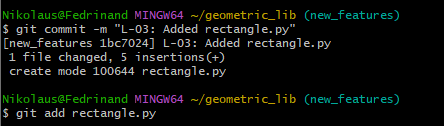 Nikolaus@Fedrinand MINGW64 ~/geometric_lib (new_features)
$ git commit -m "L-03: Added rectangle.py"
[new_features 1bc7024] L-03: Added rectangle.py
 1 file changed, 5 insertions(+)
 create mode 100644 rectangle.py
Nikolaus@Fedrinand MINGW64 ~/geometric_lib (new_features)
$ git add rectangle.py